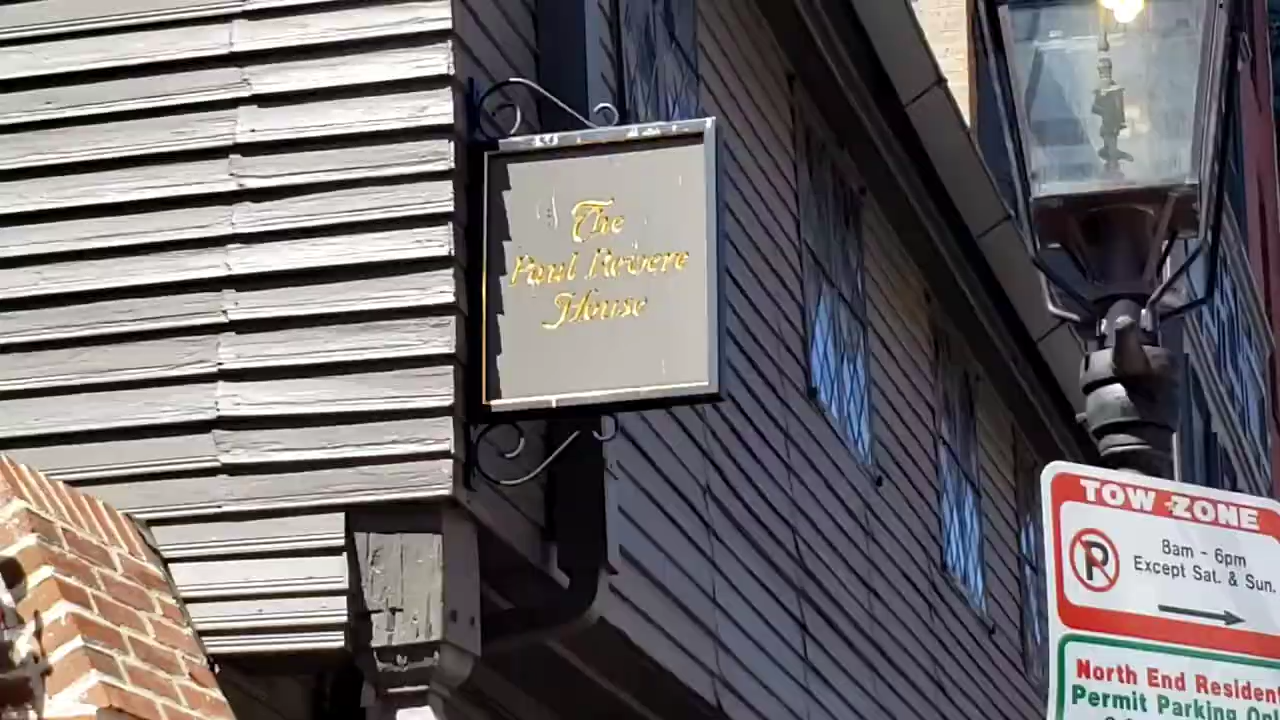 The
Paul Revere
House
TOW ZONE
P
8am - 6pm
Except Sat. & Sun.
North End Resident
Permit Parking